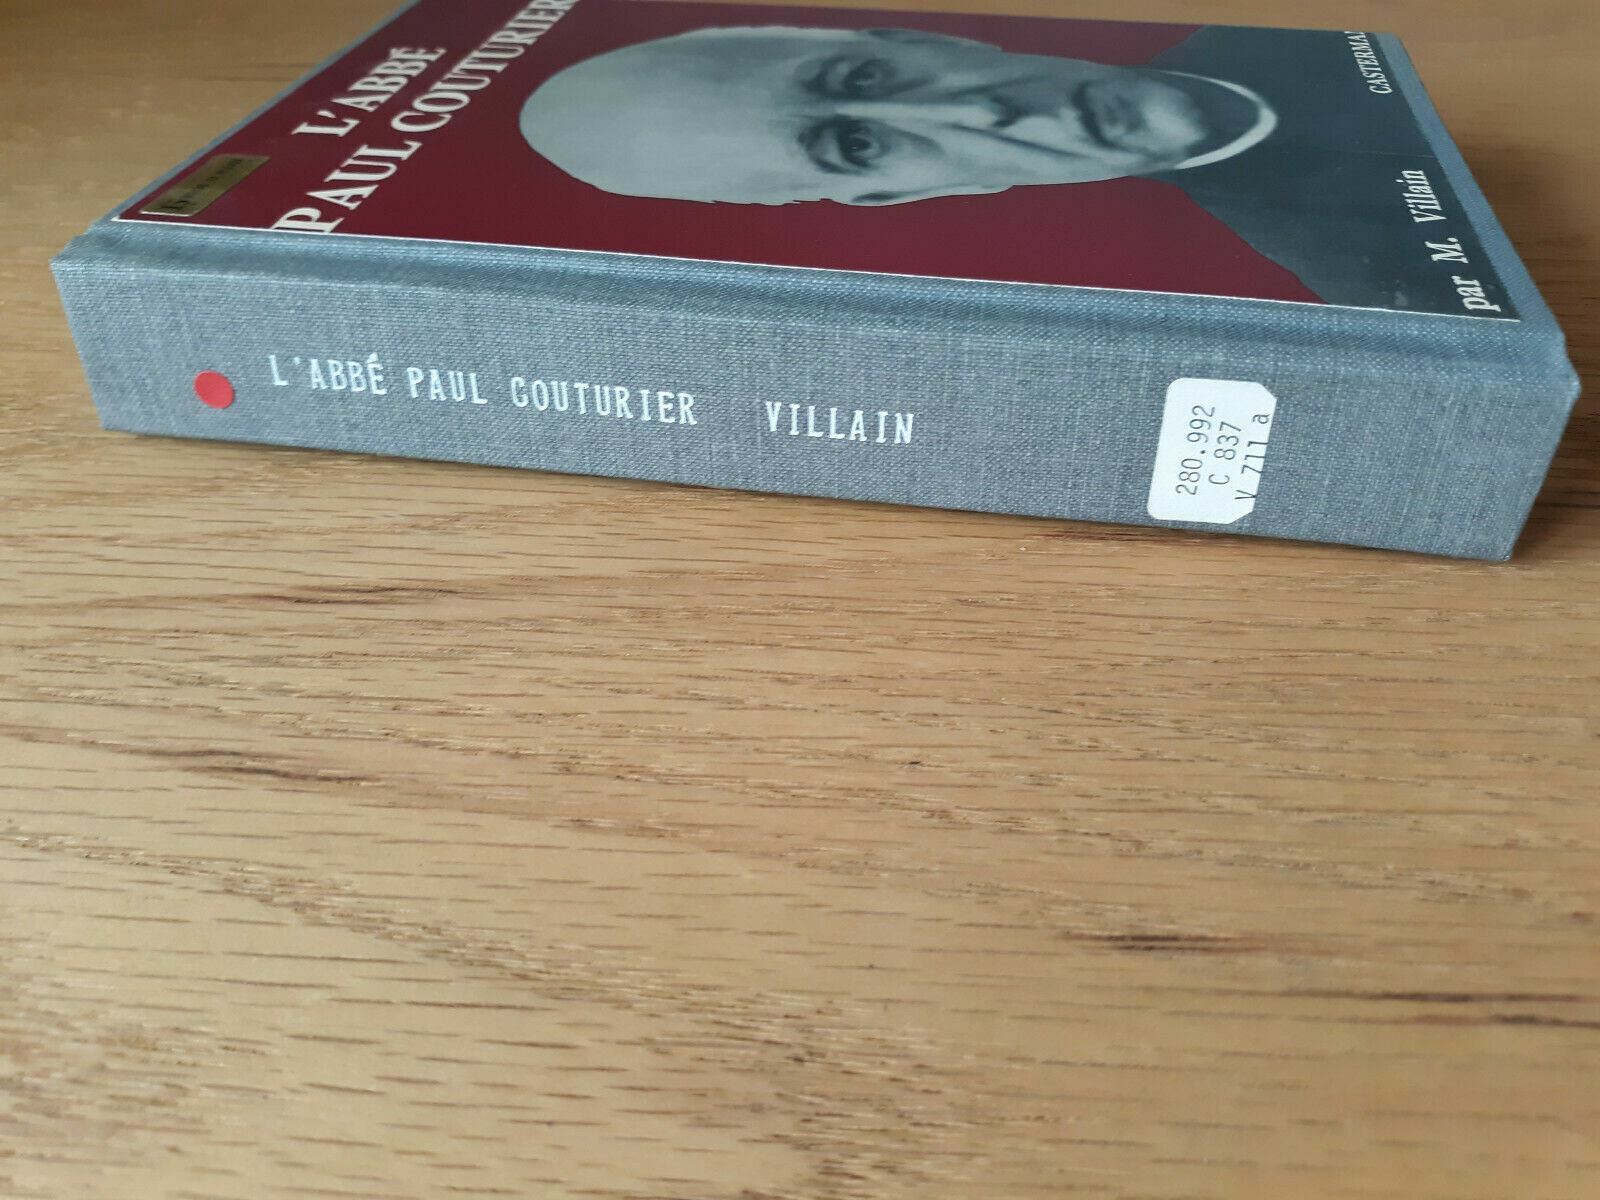 L'ABBÉ
PAUL COUTURIER
CASTERMAN
par M. Villain
L'ABBÉ PAUL COUTURIER VILLAIN
280.992
C 837
V 711 a